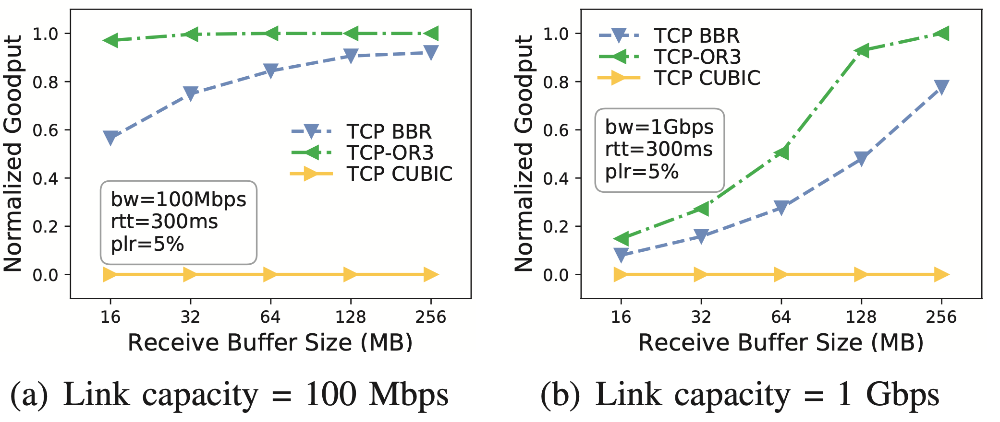 Normalized Goodput
1.0
0.8
0.6
0.4
0.2
0.0
TCP BBR
TCP-OR3
TCP CUBIC
bw=100Mbps
rtt=300ms
plr=5%
16 32 64 128 256
Receive Buffer Size (MB)
(a) Link capacity = 100 Mbps
Normalized Goodput
1.0
0.8
0.6
0.4
0.2
0.0
TCP BBR
TCP-OR3
TCP CUBIC
bw=1Gbps
rtt=300ms
plr=5%
16 32 64 128 256
Receive Buffer Size (MB)
(b) Link capacity = 1 Gbps